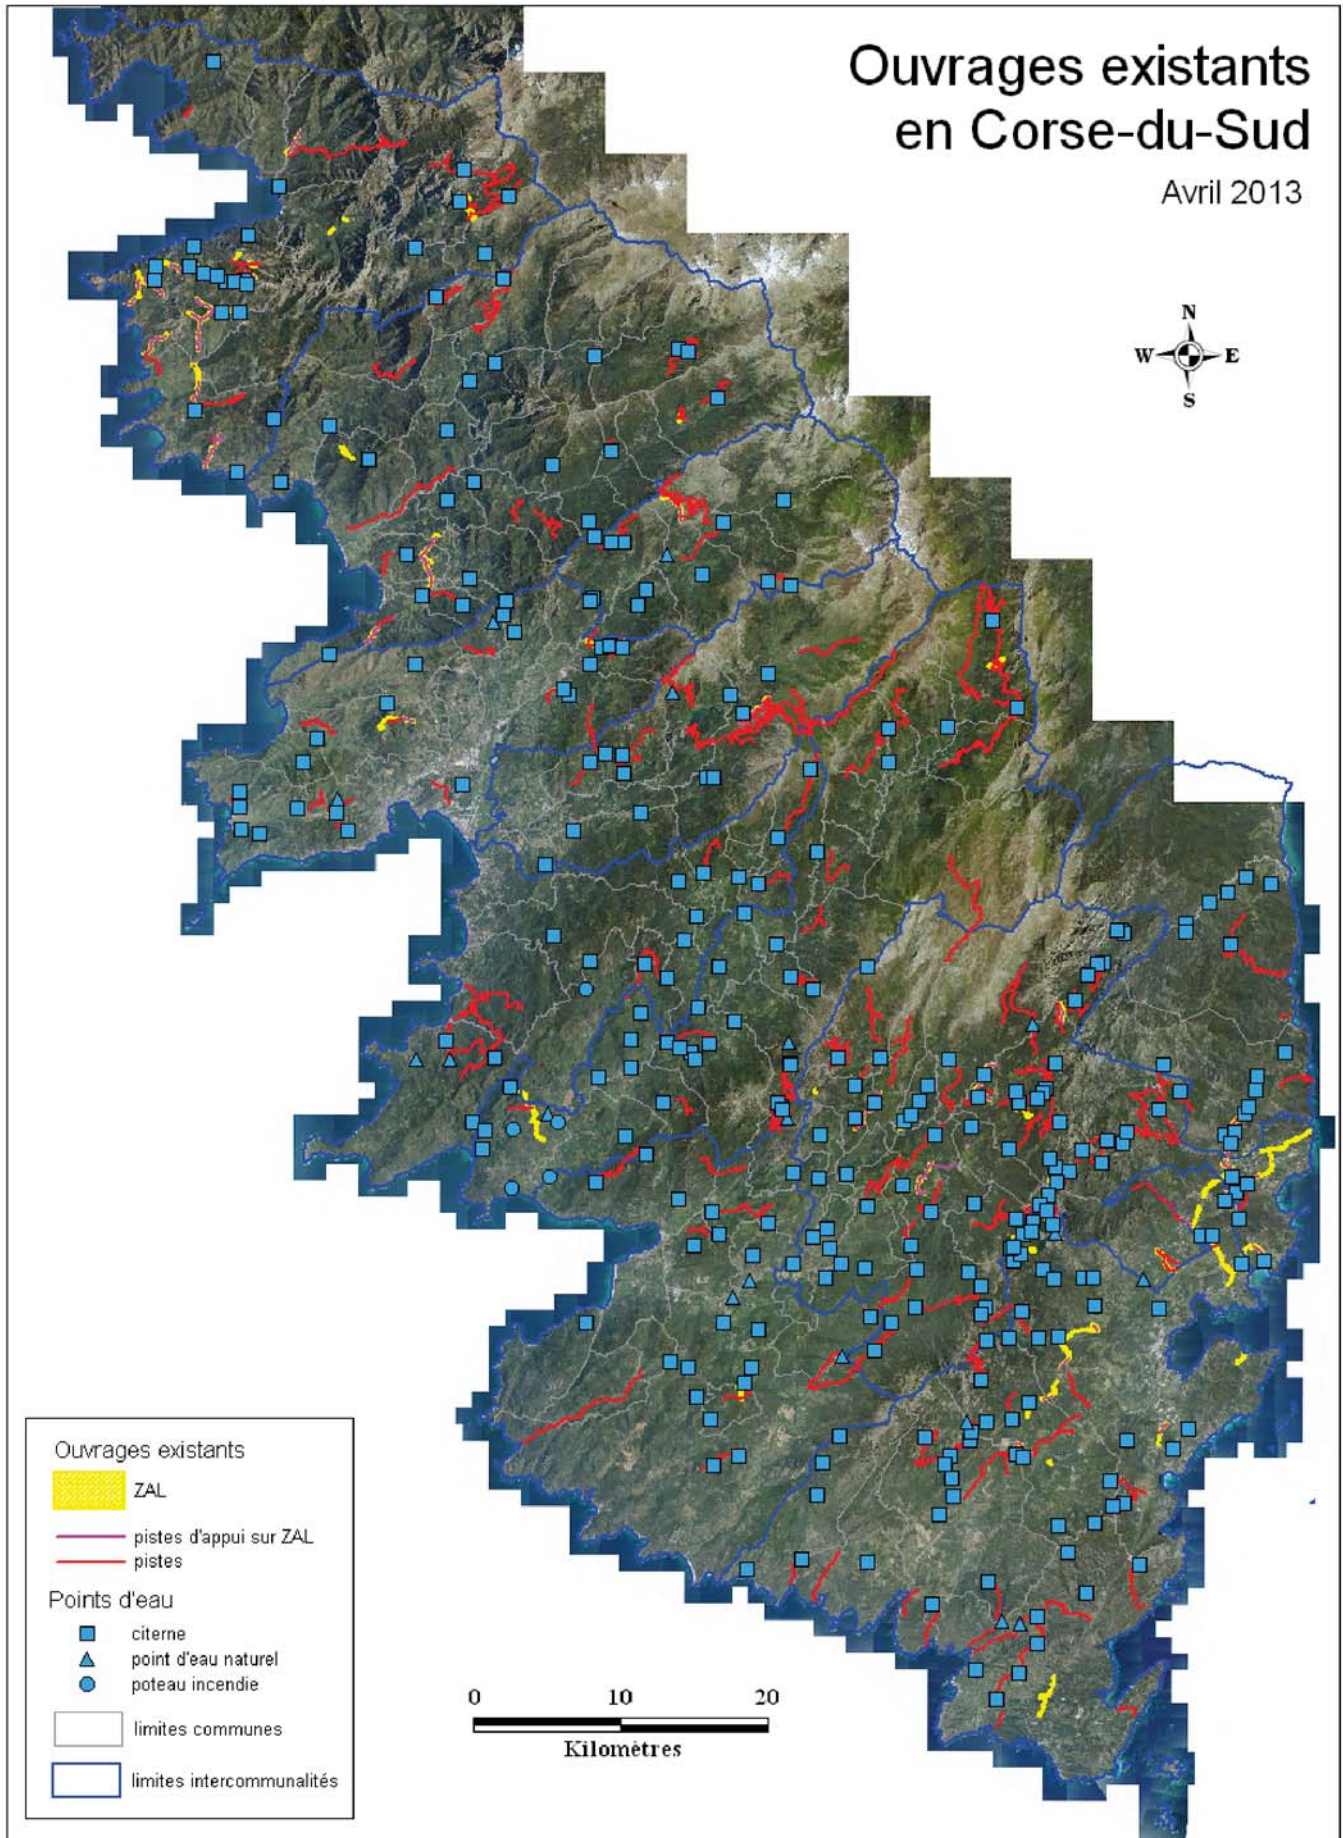 Ouvrages existants
en Corse-du-Sud
Avril 2013
N
W E
S
Ouvrages existants
ZAL
pistes d'appui sur ZAL
pistes
Points d'eau
citerne
point d'eau naturel
poteau incendie
limites communes
limites intercommunalités
0 10 20
Kilomètres